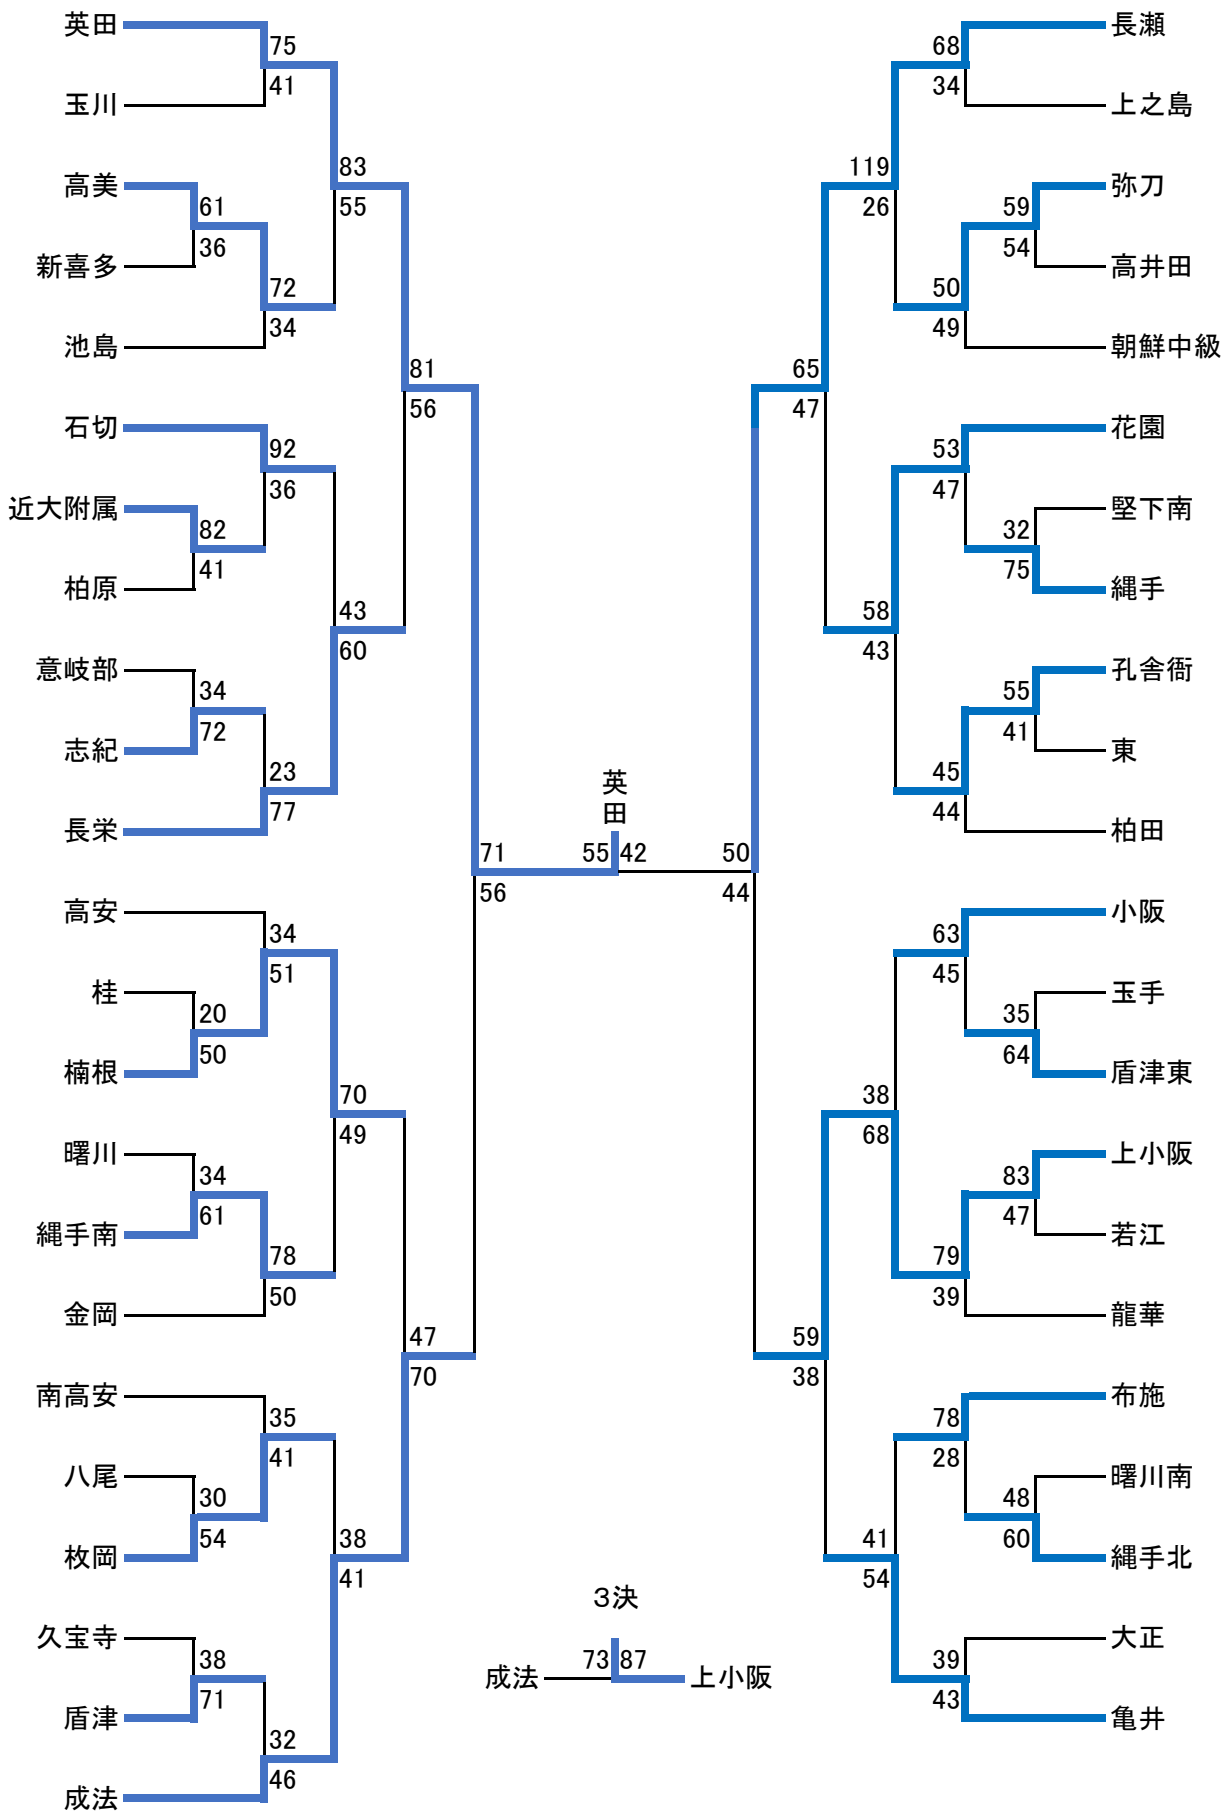 英田
75
41
玉川
高美
61
36
新喜多
72
34
池島
83
55
石切
92
36
近大附属
82
41
柏原
43
60
意岐部
34
72
志紀
23
77
長栄
81
56
高安
34
51
桂
20
50
楠根
70
49
曙川
34
61
縄手南
78
50
金岡
47
70
南高安
35
41
八尾
30
54
枚岡
38
41
久宝寺
38
71
盾津
32
46
成法
71
56
英田
55 42
50
44
長瀬
68
34
上之島
119
26
弥刀
59
54
高井田
50
49
朝鮮中級
65
47
花園
53
47
堅下南
32
75
縄手
58
43
孔舎衙
55
41
東
45
44
柏田
小阪
63
45
玉手
35
64
盾津東
38
68
上小阪
83
47
若江
79
39
龍華
59
38
布施
78
28
曙川南
48
60
縄手北
41
54
大正
39
43
亀井
3決
成法 73 87 上小阪